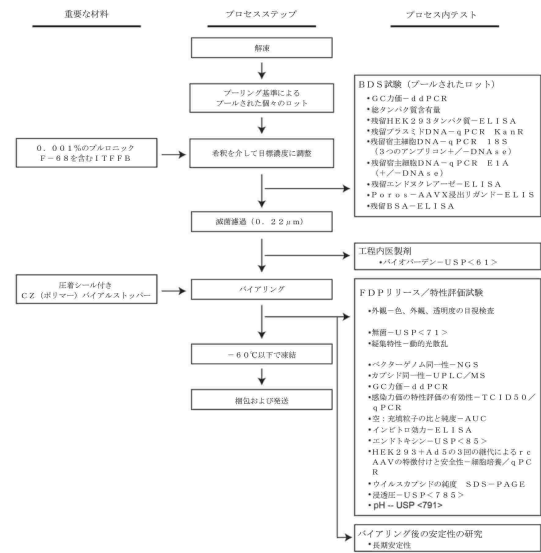 重要な材料
プロセスステップ
プロセス内テスト
解凍
プーリング基準による
プールされた個々のロット
0．001％のプルロニック
F－68を含むITFFB
希釈を介して目標濃度に調整
滅菌濾過（0．22μm）
圧着シール付き
CZ（ポリマー）バイアルストッパー
バイアリング
－60℃以下で凍結
梱包および発送
BDS試験（プールされたロット）
•GC力価－ddPCR
•総タンパク質含有量
•残留HEK293タンパク質－ELISA
•残留プラスミドDNA－qPCR KanR
•残留宿主細胞DNA－qPCR 18S
（3つのアンプリコン＋／－DNAse）
•残留宿主細胞DNA－qPCR E1A
（＋／－DNAse）
•残留エンドヌクレアーゼ－ELISA
•Poros－AAVX浸出リガンド－ELIS
•残留BSA－ELISA
工程内医製剤
•バイオバーデン－USP＜61＞
FDPリリース／特性評価試験
•外観－色、外観、透明度の目視検査
•無菌－USP＜71＞
•凝集特性－動的光散乱
•ベクターゲノム同一性－NGS
•カプシド同一性－UPLC／MS
•GC力価－ddPCR
•感染力価の特性評価の有効性－TCID50／
qPCR
•空：充填粒子の比と純度－AUC
•インビトロ効力－ELISA
•エンドトキシン－USP＜85＞
•HEK293＋Ad5の3回の継代によるrc
AAVの特徴付けと安全性－細胞培養／qPC
R
•ウイルスカプシドの純度 SDS－PAGE
•浸透圧－USP＜785＞
•pH -- USP <791>
バイアリング後の安定性の研究
•長期安定性